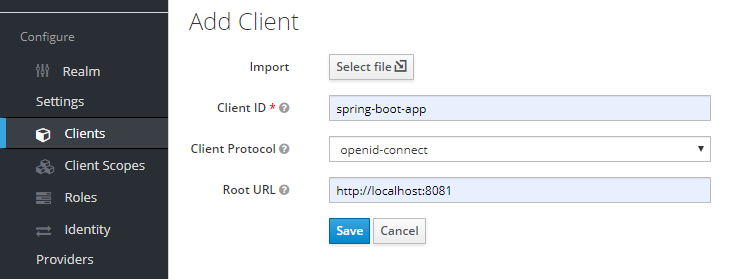 Configure
Realm
Settings
Clients
Client Scopes
Roles
Identity
Providers
Add Client
Import Select file
Client ID * spring-boot-app
Client Protocol openid-connect
Root URL http://localhost:8081
Save Cancel